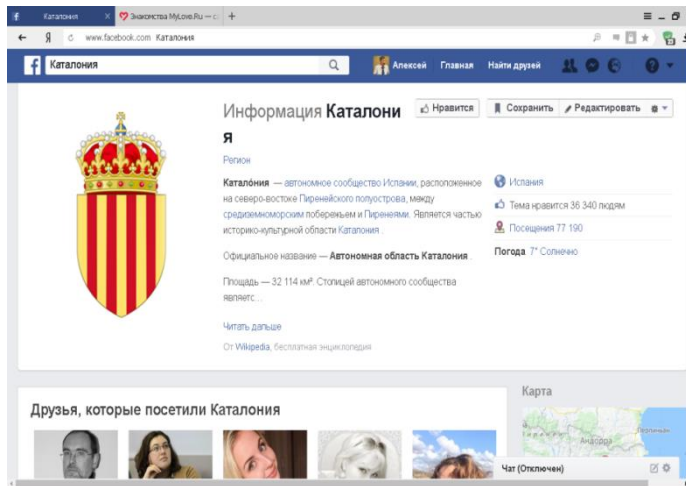 Каталония
Знакомства MyLove.Ru — с
www.facebook.com Каталония
Каталония
Алексей Главная Найти друзей
Информация Каталони
я
Нравится
Сохранить
Редактировать
Регион
Катало́ния — автономное сообщество Испании, расположенное
на северо-востоке Пиренейского полуострова, между
средиземноморским побережьем и Пиренеями. Является частью
историко-культурной области Каталония .
Официальное название — Автономная область Каталония .
Площадь — 32 114 км². Столицей автономного сообщества
являетс…
Читать дальше
От Wikipedia, бесплатная энциклопедия
Испания
Тема нравится 36 340 людям
Посещения 77 190
Погода 7° Солнечно
Друзья, которые посетили Каталония
Карта
Андорра
Перпиньян
Чат (Отключен)